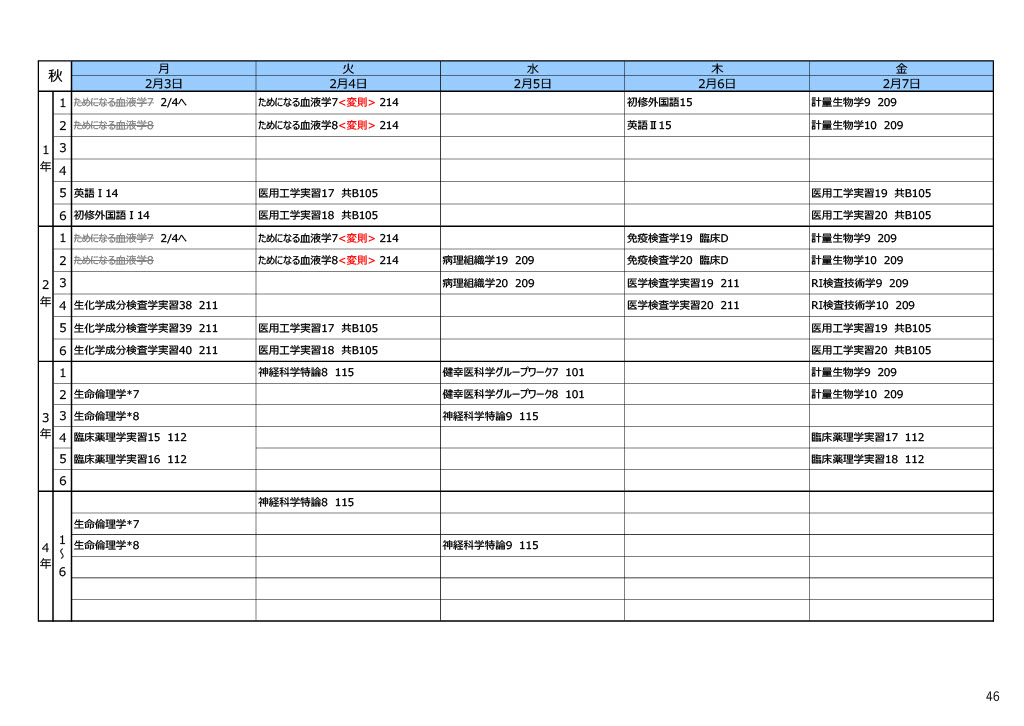 秋 月 火 水 木 金
2月3日 2月4日 2月5日 2月6日 2月7日
1年
1 ためになる血液学7 2/4へ ためになる血液学7<変則> 214 初修外国語15 計量生物学9 209
2 ためになる血液学8 ためになる血液学8<変則> 214 英語Ⅱ15 計量生物学10 209
3
4
5 英語Ⅰ14 医用工学実習17 共B105 医用工学実習19 共B105
6 初修外国語Ⅰ14 医用工学実習18 共B105 医用工学実習20 共B105
2年
1 ためになる血液学7 2/4へ ためになる血液学7<変則> 214 免疫検査学19 臨床D 計量生物学9 209
2 ためになる血液学8 ためになる血液学8<変則> 214 病理組織学19 209 免疫検査学20 臨床D 計量生物学10 209
3 病理組織学20 209 医学検査学実習19 211 RI検査技術学9 209
4 生化学成分検査学実習38 211 医学検査学実習20 211 RI検査技術学10 209
5 生化学成分検査学実習39 211 医用工学実習17 共B105 医用工学実習19 共B105
6 生化学成分検査学実習40 211 医用工学実習18 共B105 医用工学実習20 共B105
3年
1 神経科学特論8 115 健幸医科学グループワーク7 101 計量生物学9 209
2 生命倫理学*7 健幸医科学グループワーク8 101 計量生物学10 209
3 生命倫理学*8 神経科学特論9 115
4 臨床薬理学実習15 112 臨床薬理学実習17 112
5 臨床薬理学実習16 112 臨床薬理学実習18 112
6
4年
1～6
神経科学特論8 115
生命倫理学*7
生命倫理学*8 神経科学特論9 115
46